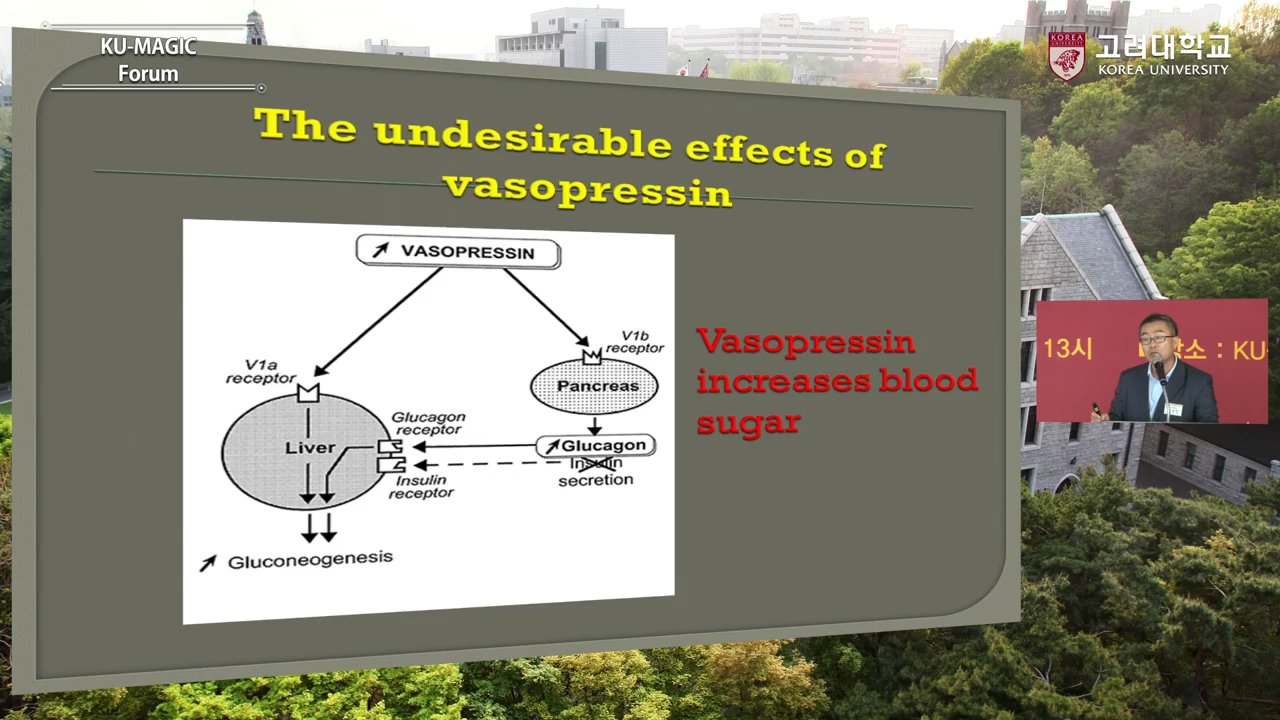 KU-MAGIC
Forum
고려대학교
KOREA UNIVERSITY
The undesirable effects of
vasopressin
VASOPRESSIN
V1a
receptor
V1b
receptor
Pancreas
Liver
Glucagon
receptor
Glucagon
Insulin
secretion
Insulin
receptor
Gluconeogenesis
Vasopressin
increases blood
sugar
13시
소 : KU